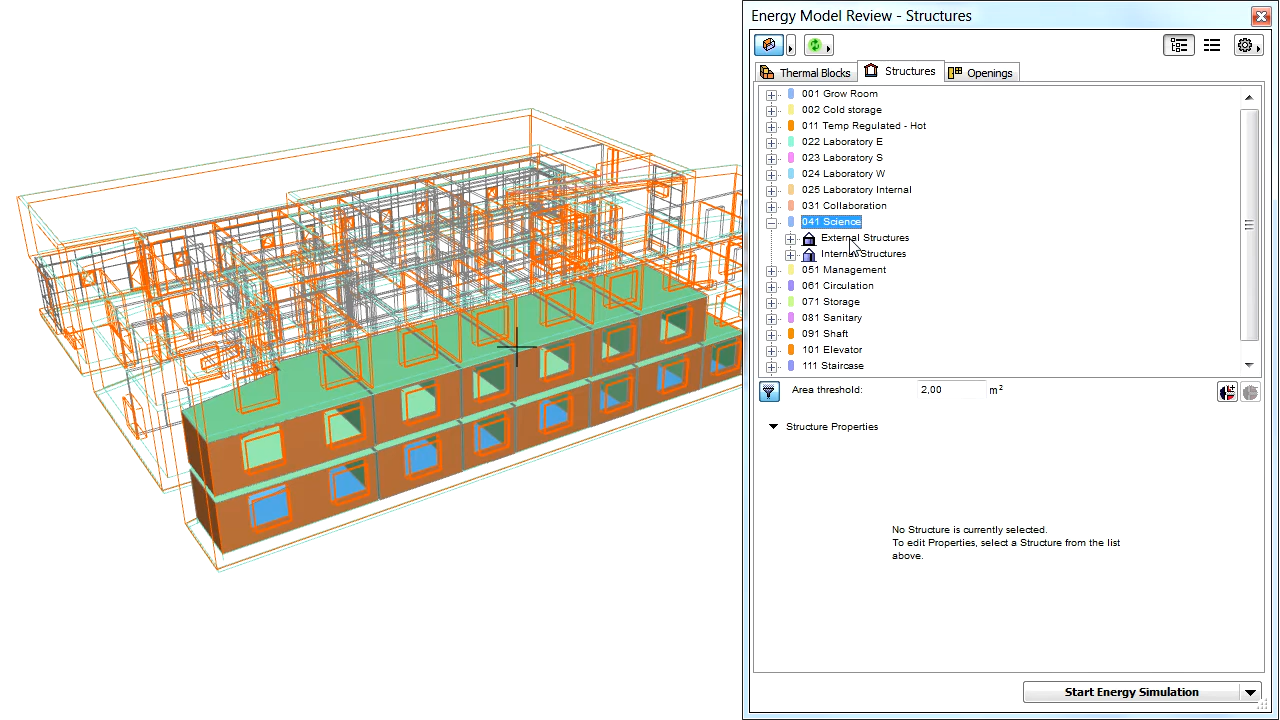 Energy Model Review - Structures
Thermal Blocks
Structures
Openings
001 Grow Room
002 Cold storage
011 Temp Regulated - Hot
022 Laboratory E
023 Laboratory S
024 Laboratory W
025 Laboratory Internal
031 Collaboration
041 Science
External Structures
Internal Structures
051 Management
061 Circulation
071 Storage
081 Sanitary
091 Shaft
101 Elevator
111 Staircase
Area threshold: 2,00 m²
Structure Properties
No Structure is currently selected.
To edit Properties, select a Structure from the list
above.
Start Energy Simulation